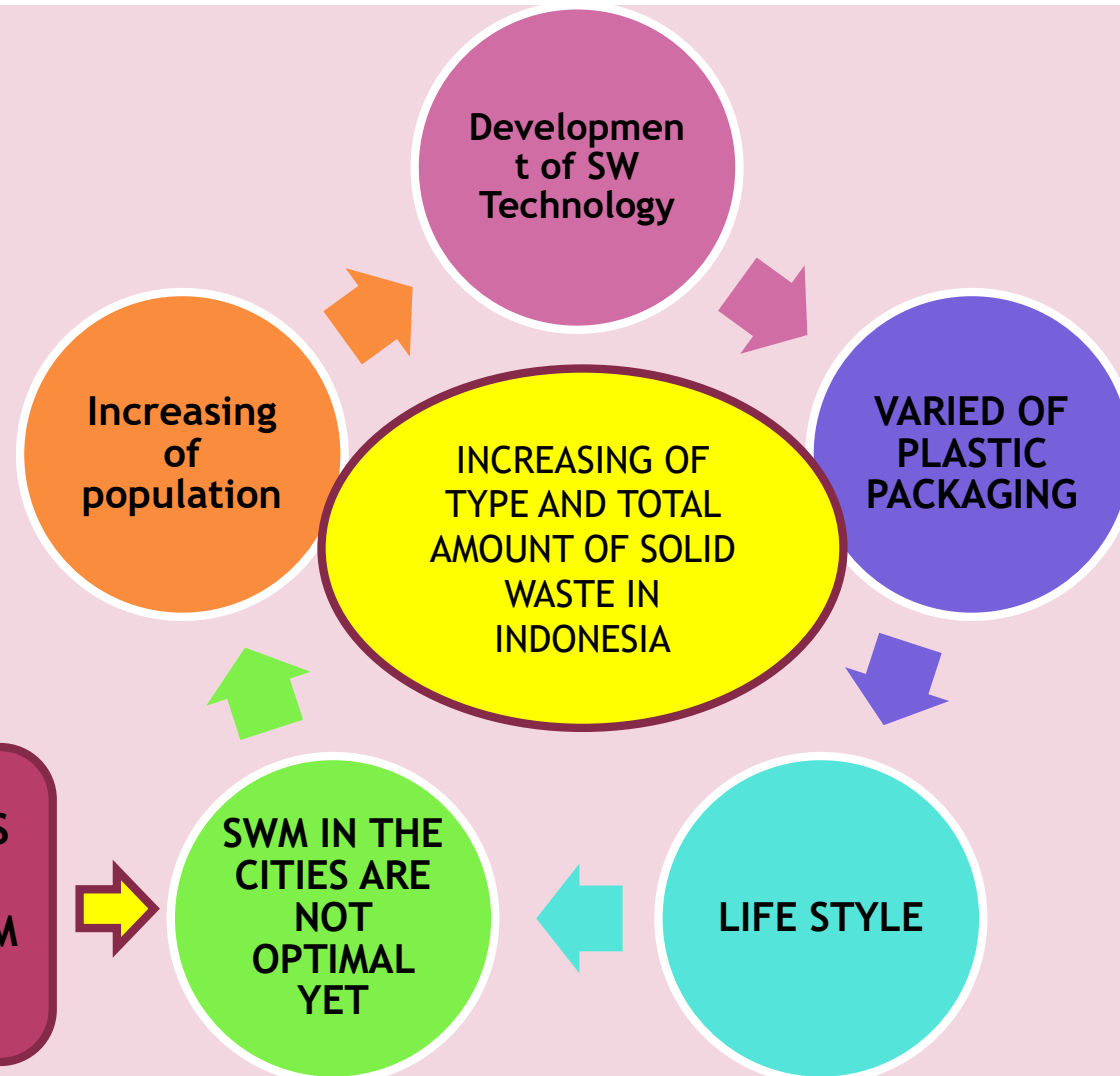 Developmen
t of SW
Technology
Increasing
of
population
INCREASING OF
TYPE AND TOTAL
AMOUNT OF SOLID
WASTE IN
INDONESIA
VARIED OF
PLASTIC
PACKAGING
SWM IN THE
CITIES ARE
NOT
OPTIMAL
YET
LIFE STYLE